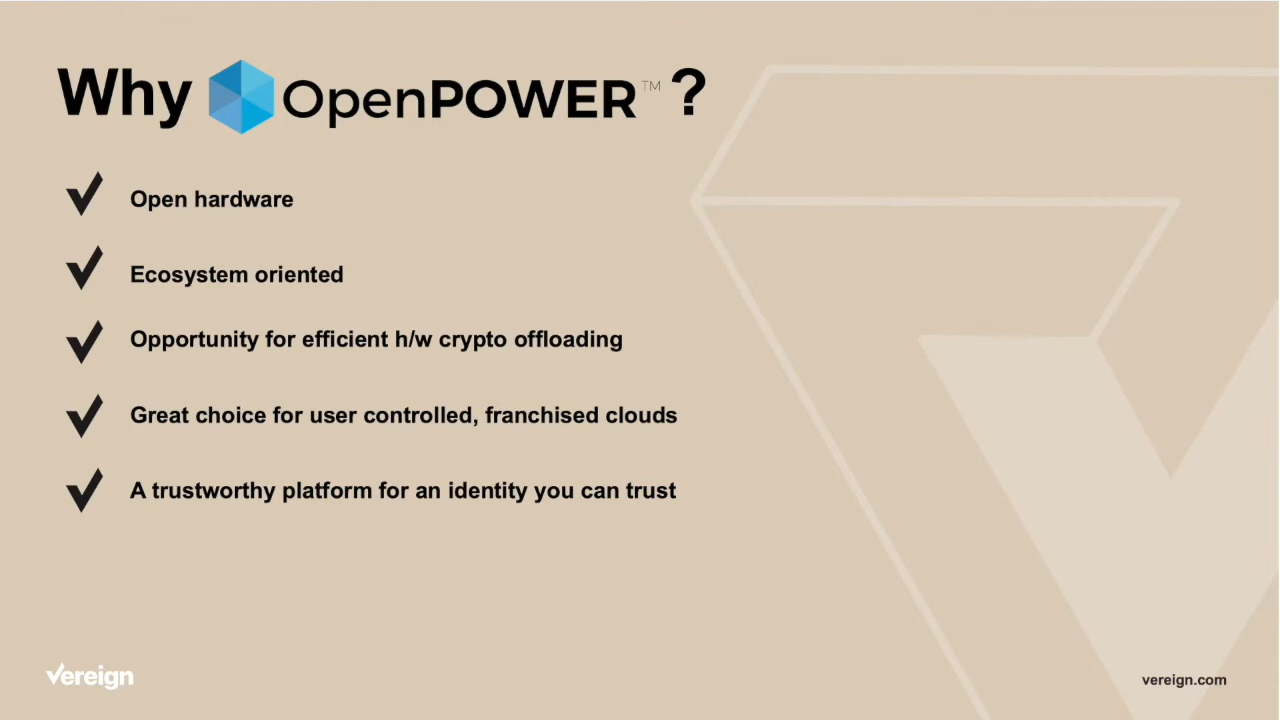 Why OpenPOWER™ ?
Open hardware
Ecosystem oriented
Opportunity for efficient h/w crypto offloading
Great choice for user controlled, franchised clouds
A trustworthy platform for an identity you can trust
Vereign
vereign.com